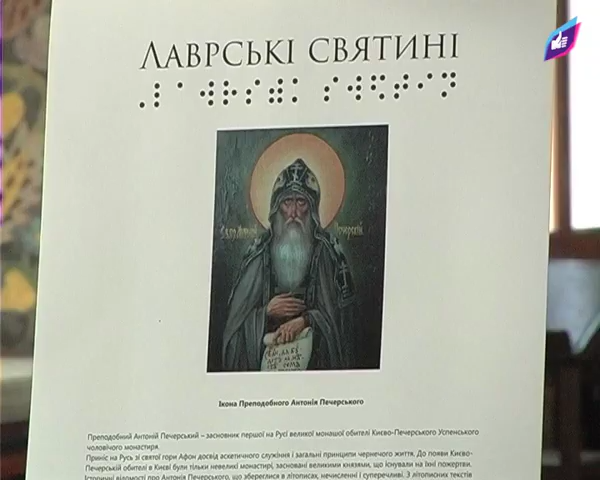 ЛАВРСЬКІ СВЯТИНІ
Печерскій
Ікона Преподобного Антонія Печерського
Преподобний Антоній Печерський – засновник першої на Русі великої монашої обителі Києво-Печерського Успенського
чоловічого монастиря.
Приніс на Русь зі святої гори Афон досвід аскетичного служіння і загальні принципи чернечого життя. До появи Києво-
Печерській обителі в Києві були тільки невеликі монастирі, засновані великими князями, що існували на їхні пожертви.
Історичні відомості про Антонія Печерського, що збереглися в літописах, нечисленні і суперечливі. З літописних текстів